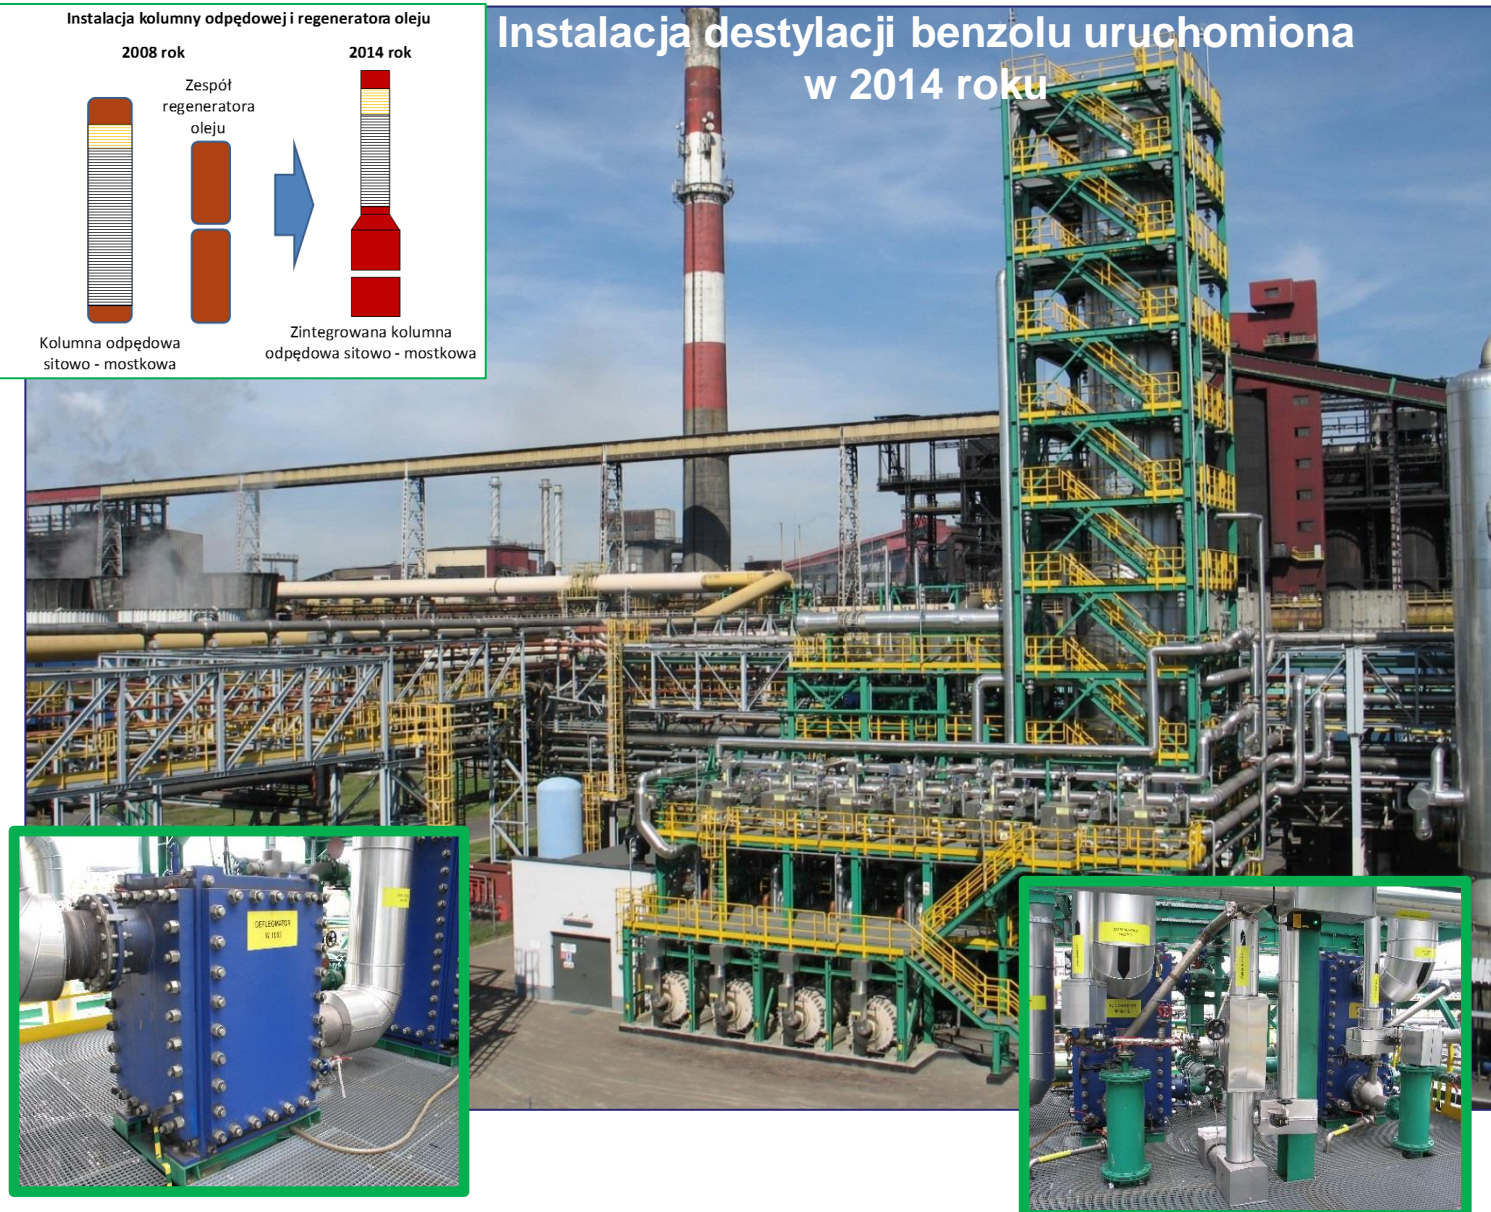 Instalacja kolumny odpędowej i regeneratora oleju
2008 rok
2014 rok
Zespół
regeneratora
oleju
Kolumna odpędowa
sitowo - mostkowa
Zintegrowana kolumna
odpędowa sitowo - mostkowa
Instalacja destylacji benzolu uruchomiona
w 2014 roku
DEFLEGMATOR